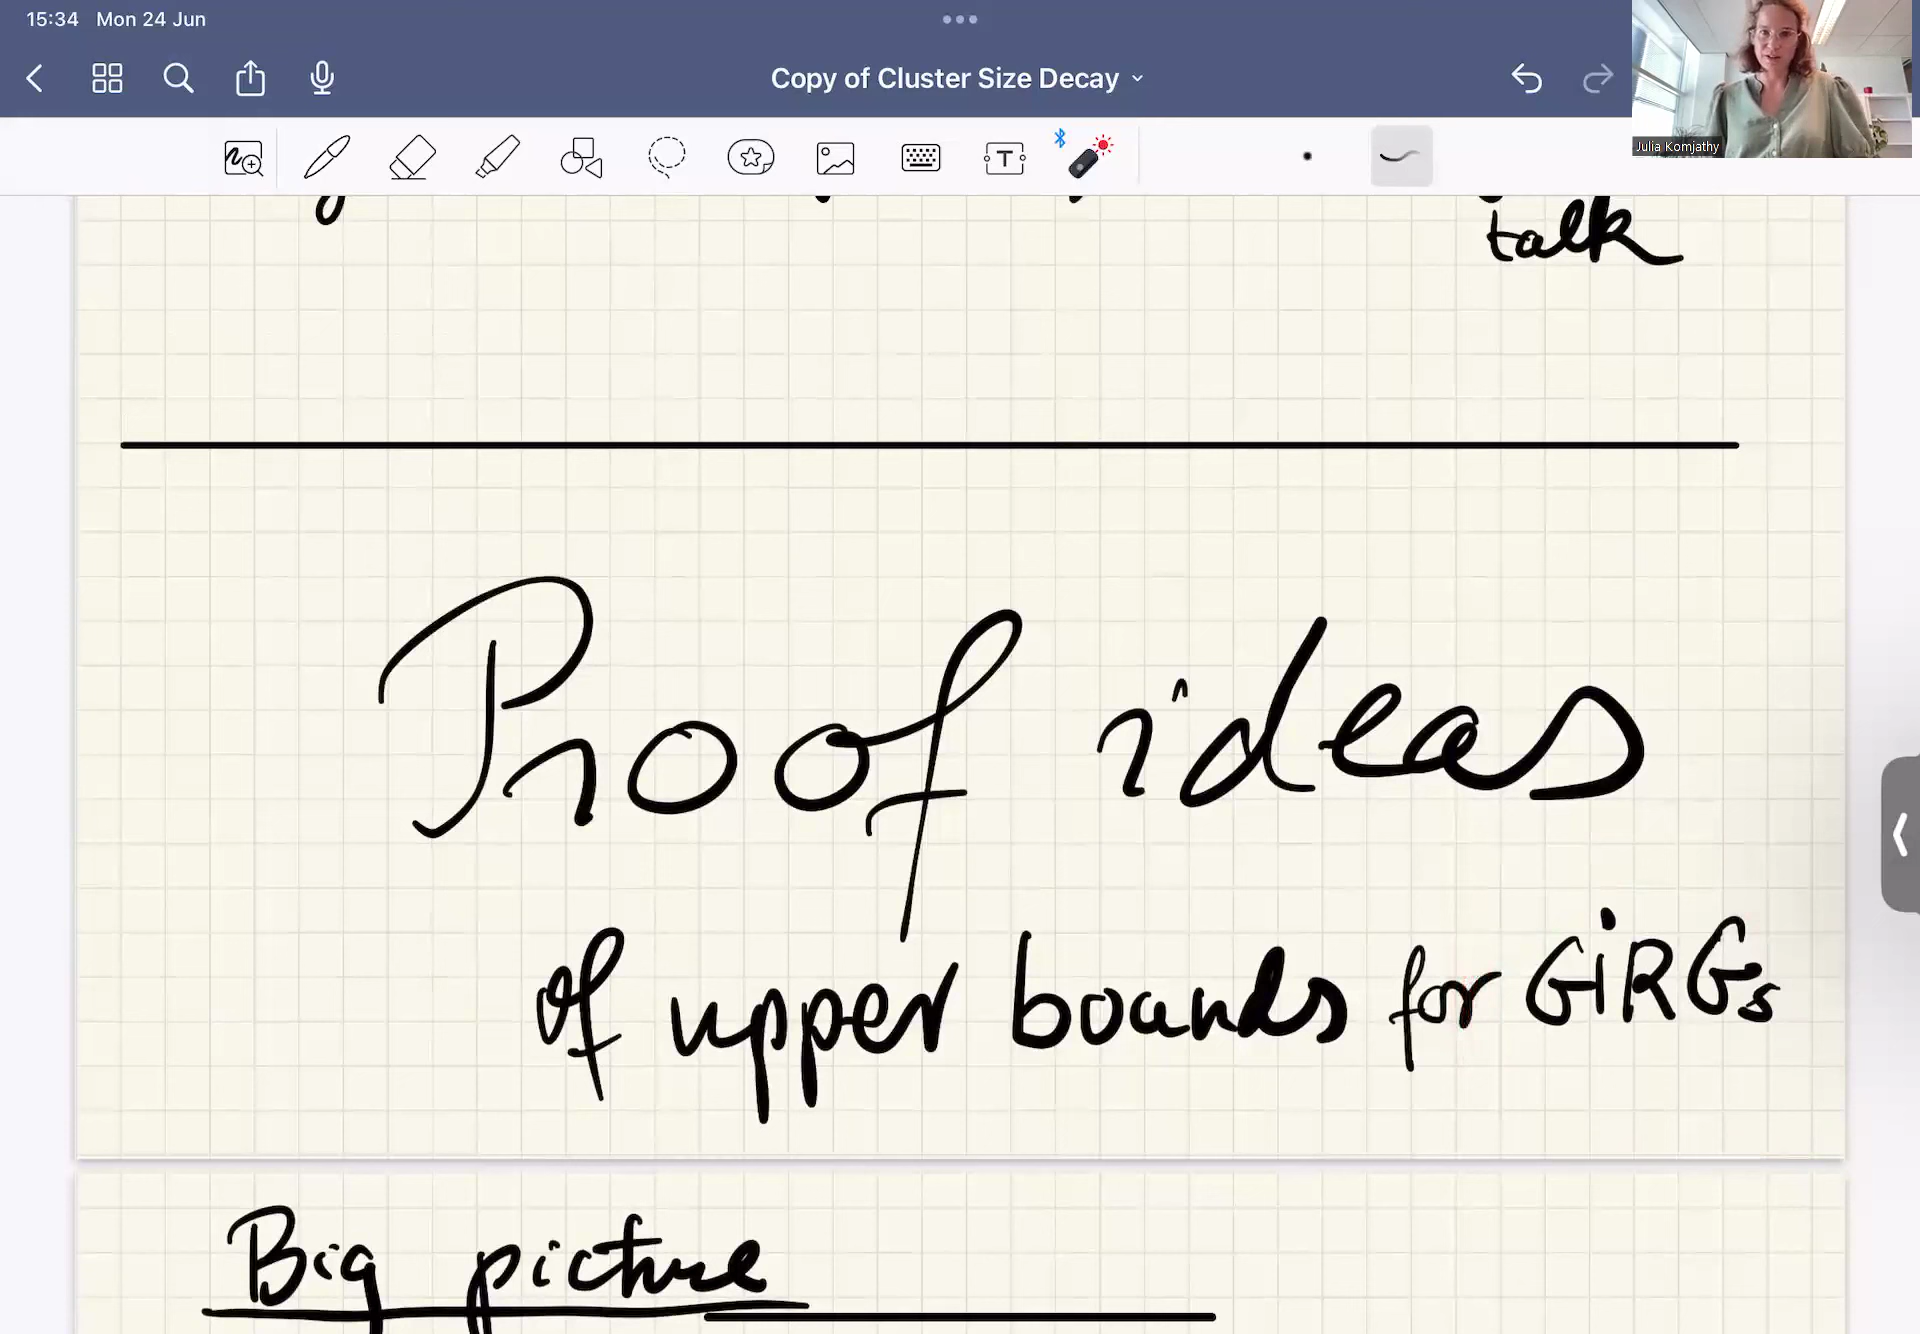 15:34 Mon 24 Jun
Copy of Cluster Size Decay
Julia Komjathy
T
talk
Proof ideas
of upper bounds for GiRGs
Big picture